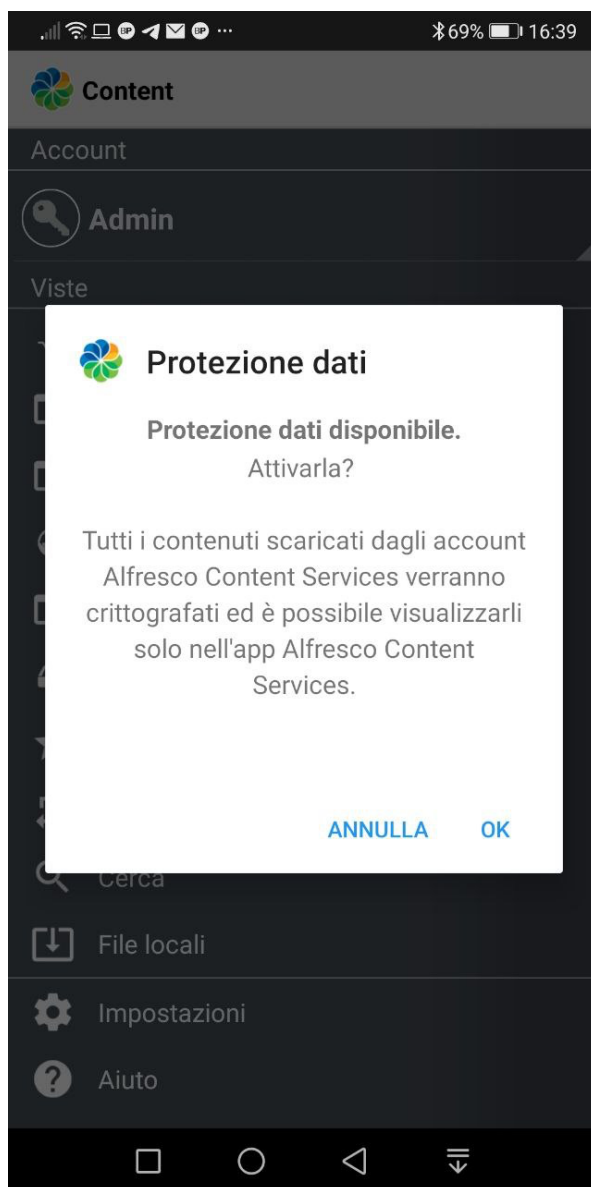 69% 16:39
Content
Account
Admin
Viste
Protezione dati
Protezione dati disponibile.
Attivarla?
Tutti i contenuti scaricati dagli account
Alfresco Content Services verranno
crittografati ed è possibile visualizzarli
solo nell'app Alfresco Content
Services.
ANNULLA OK
Cerca
File locali
Impostazioni
Aiuto